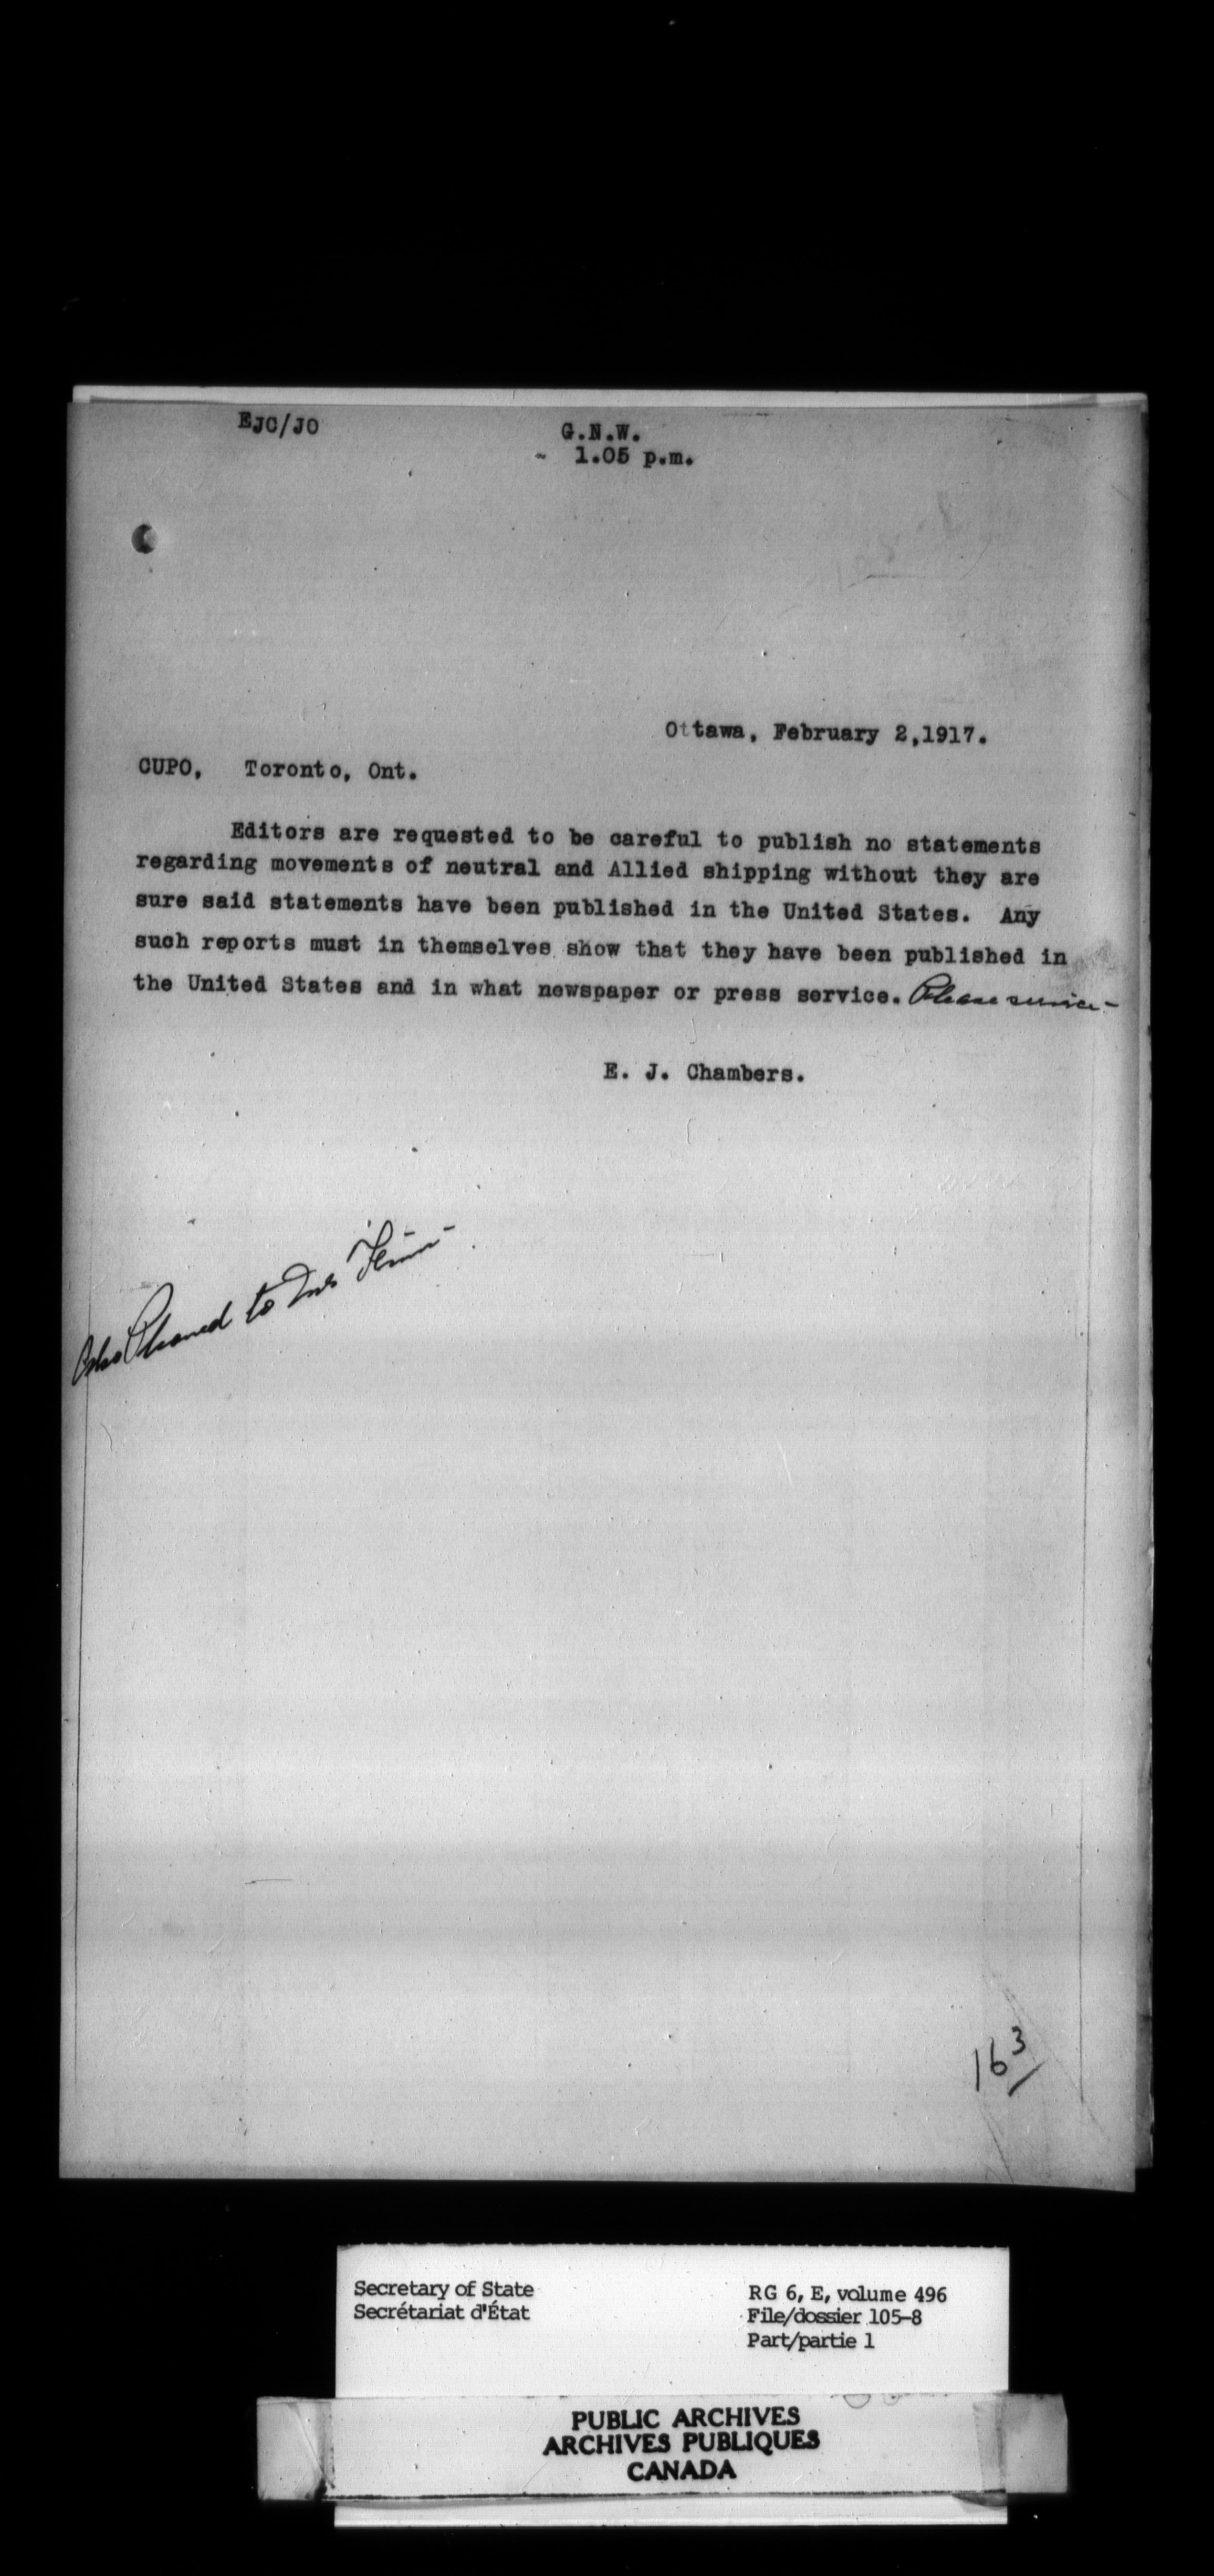 EJC/JO
G.N.W.
1.05 p.m.
Ottawa, February 2,1917.
CUPO, Toronto, Ont.
Editors are requested to be careful to publish no statements
regarding movements of neutral and Allied shipping without they are
sure said statements have been published in the United States. Any
such reports must in themselves show that they have been published in
the United States and in what newspaper or press service. Please
E. J. Chambers.
Also Phoned to
163
Secretary of State
Secrétariat d'État
RG 6, E, volume 496
File/dossier 105-8
Part/partie 1
PUBLIC ARCHIVES
ARCHIVES PUBLIQUES
CANADA